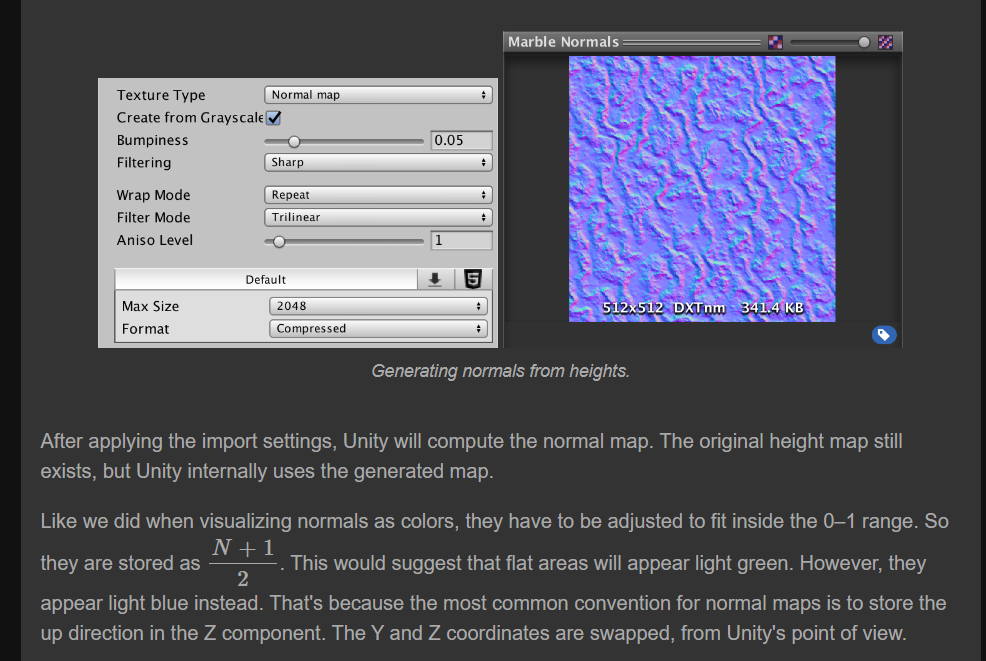 Marble Normals
Texture Type Normal map
Create from Grayscale
Bumpiness 0.05
Filtering Sharp
Wrap Mode Repeat
Filter Mode Trilinear
Aniso Level 1
Default
Max Size 2048
Format Compressed
512x512 DXTnm 341.4 KB
Generating normals from heights.
After applying the import settings, Unity will compute the normal map. The original height map still
exists, but Unity internally uses the generated map.
Like we did when visualizing normals as colors, they have to be adjusted to fit inside the 0–1 range. So
they are stored as (N + 1)/2. This would suggest that flat areas will appear light green. However, they
appear light blue instead. That's because the most common convention for normal maps is to store the
up direction in the Z component. The Y and Z coordinates are swapped, from Unity's point of view.